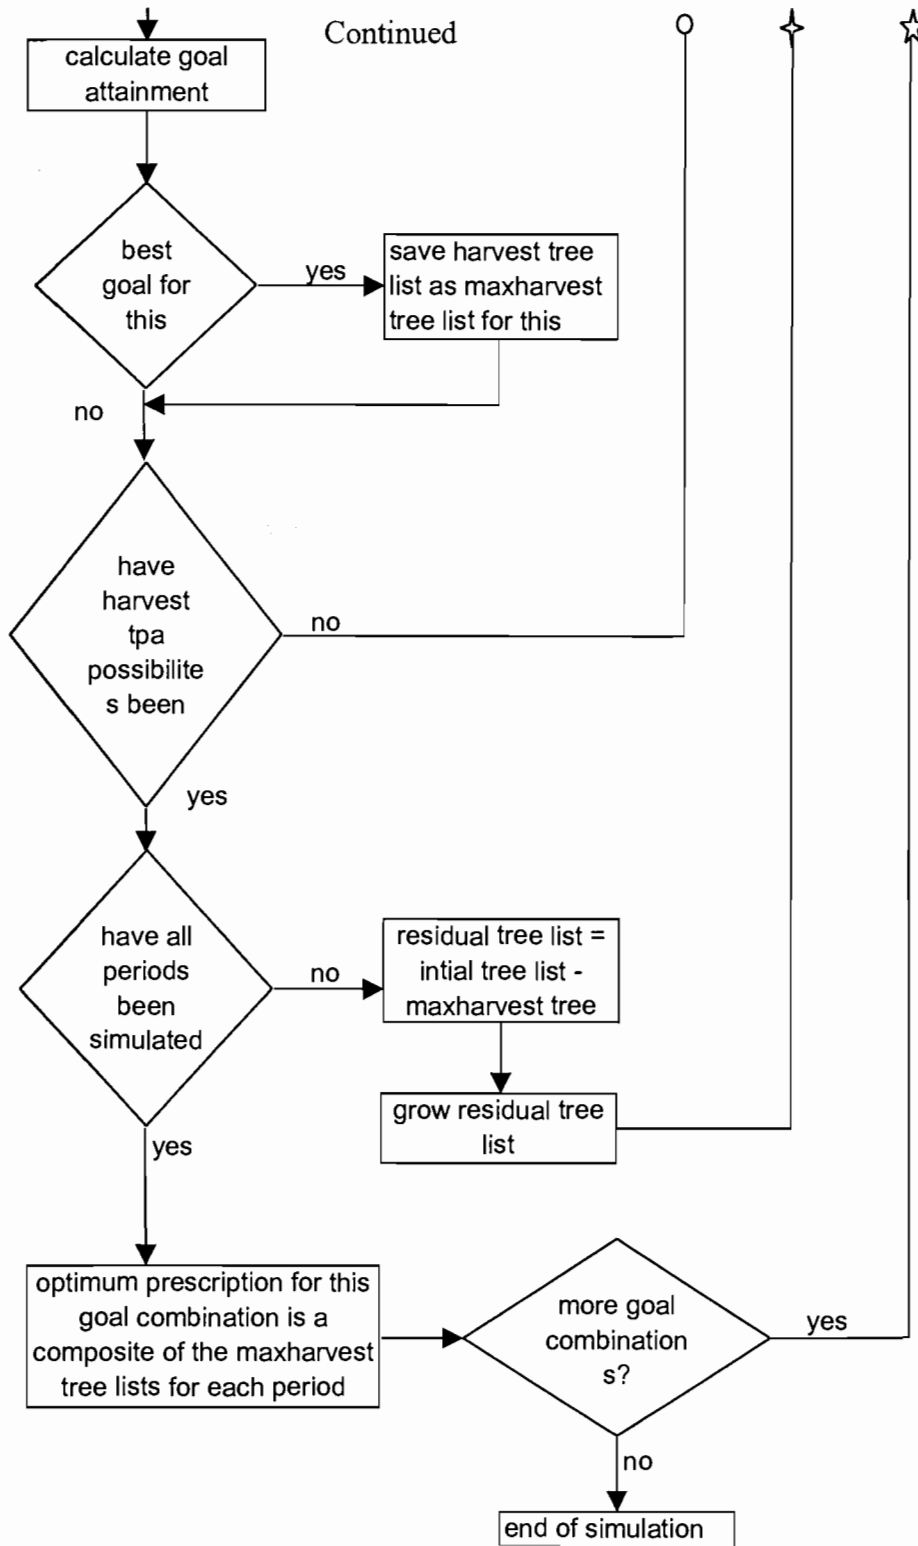 Continued
calculate goal
attainment
best
goal for
this
yes
save harvest tree
list as maxharvest
tree list for this
no
have
harvest
tpa
possibilite
s been
no
yes
have all
periods
been
simulated
no
residual tree list =
intial tree list -
maxharvest tree
grow residual tree
list
yes
optimum prescription for this
goal combination is a
composite of the maxharvest
tree lists for each period
more goal
combination
s?
yes
no
end of simulation